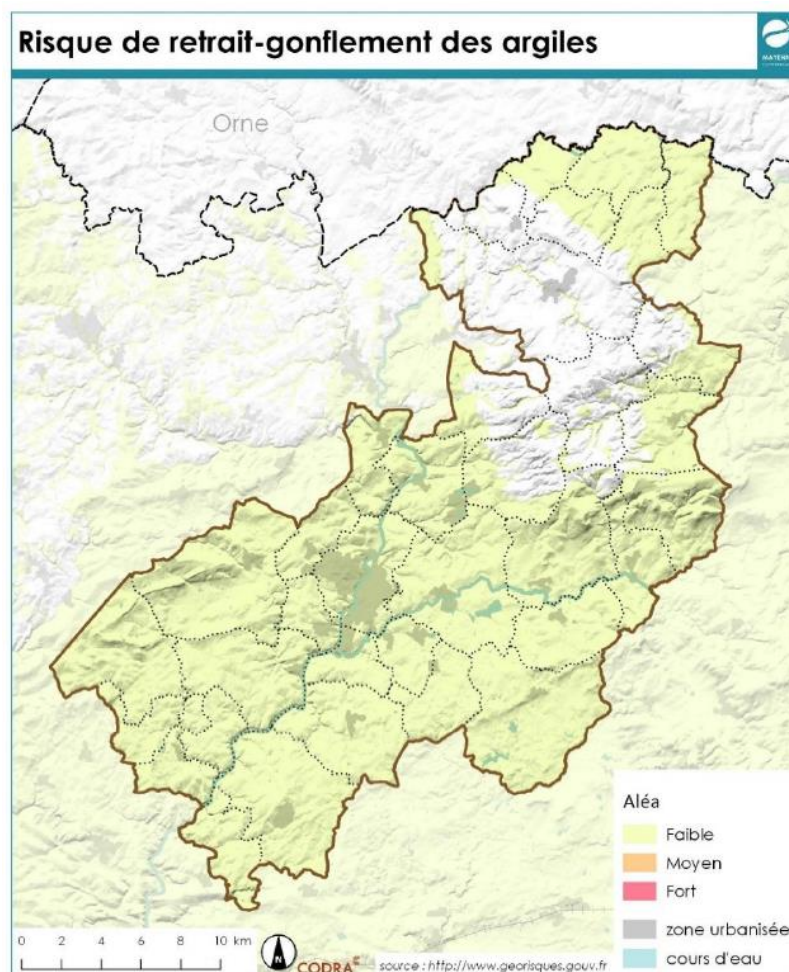 Risque de retrait-gonflement des argiles
Orne
Aléa
Faible
Moyen
Fort
zone urbanisée
cours d'eau
0 2 4 6 8 10 km
N
CODRA
source : http://www.georisques.gouv.fr